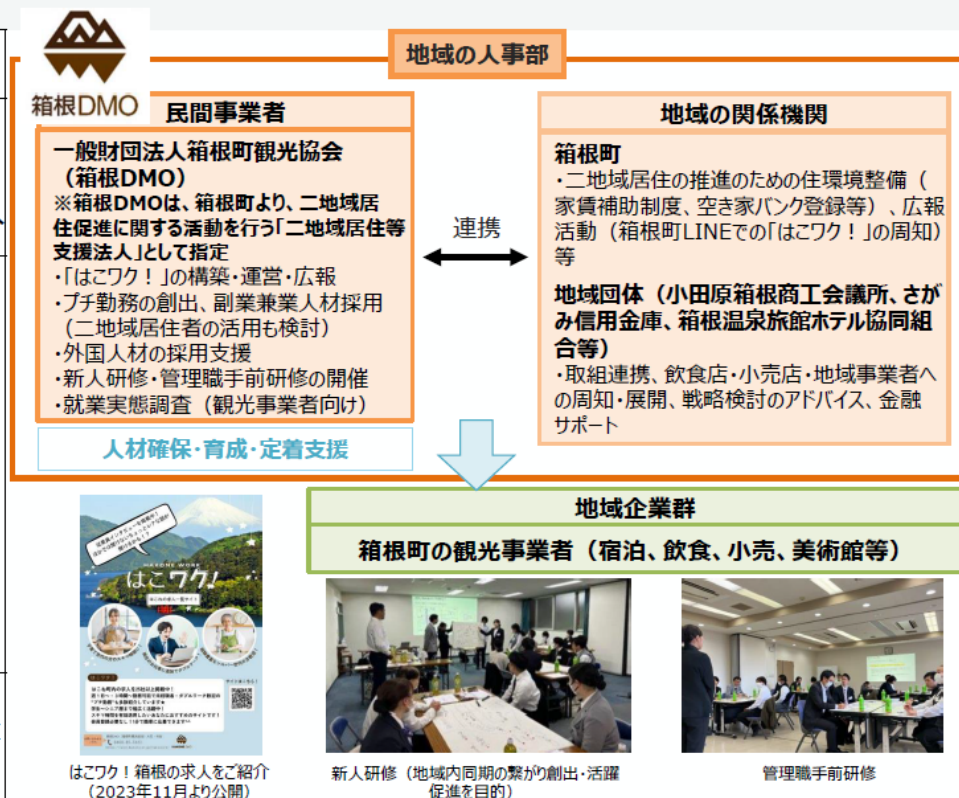 地域の人事部
箱根DMO
民間事業者
一般財団法人箱根町観光協会
（箱根DMO）
※箱根DMOは、箱根町より、二地域居
住促進に関する活動を行う「二地域居住等
支援法人」として指定
・「はこワク！」の構築・運営・広報
・プチ勤務の創出、副業兼業人材採用
（二地域居住者の活用も検討）
・外国人材の採用支援
・新人研修・管理職手前研修の開催
・就業実態調査（観光事業者向け）
人材確保・育成・定着支援
連携
地域の関係機関
箱根町
・二地域居住の推進のための住環境整備（
家賃補助制度、空き家バンク登録等）、広報
活動（箱根町LINEでの「はこワク！」の周知）
等
地域団体（小田原箱根商工会議所、さが
み信用金庫、箱根温泉旅館ホテル協同組
合等）
・取組連携、飲食店・小売店・地域事業者へ
の周知・展開、戦略検討のアドバイス、金融
サポート
地域企業群
箱根町の観光事業者（宿泊、飲食、小売、美術館等）
HAKONE WORK
はこワク!
はこワク！箱根の求人をご紹介
（2023年11月より公開）
新人研修（地域内同期の繋がり創出・活躍
促進を目的）
管理職手前研修